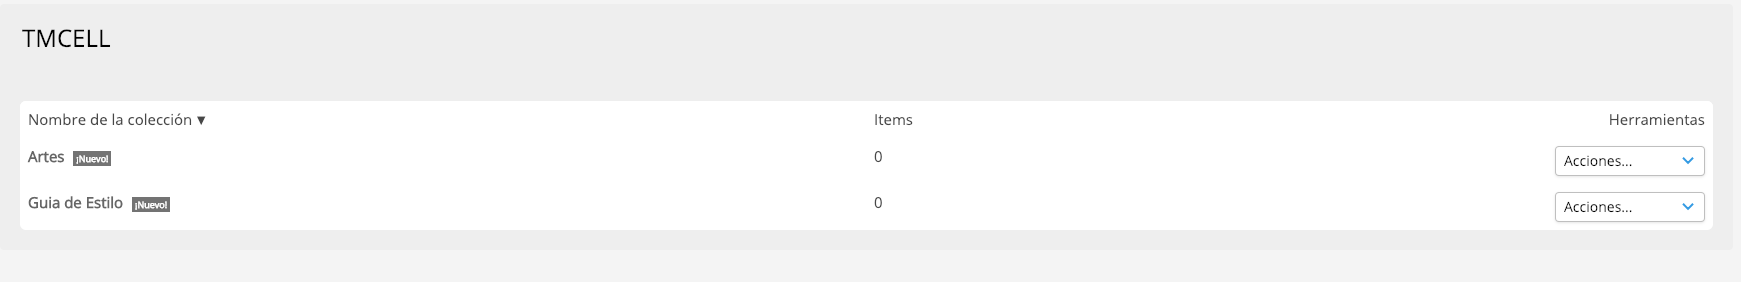 TMCELL
Nombre de la colección ▼ Items Herramientas
Artes ¡Nuevo! 0 Acciones...
Guia de Estilo ¡Nuevo! 0 Acciones...